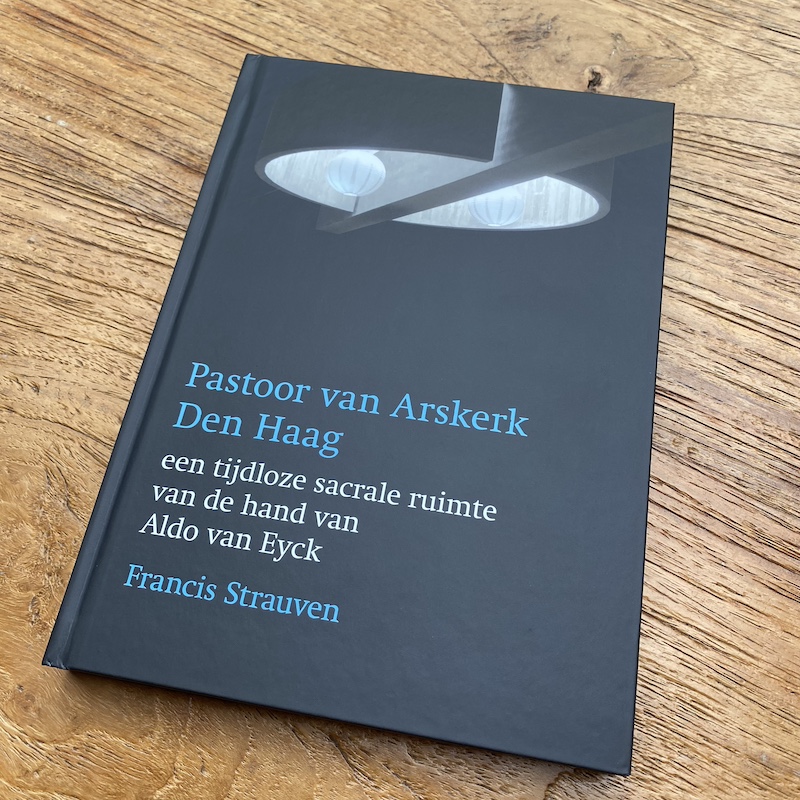 Pastoor van Arskerk
Den Haag
een tijdloze sacrale ruimte
van de hand van
Aldo van Eyck
Francis Strauven